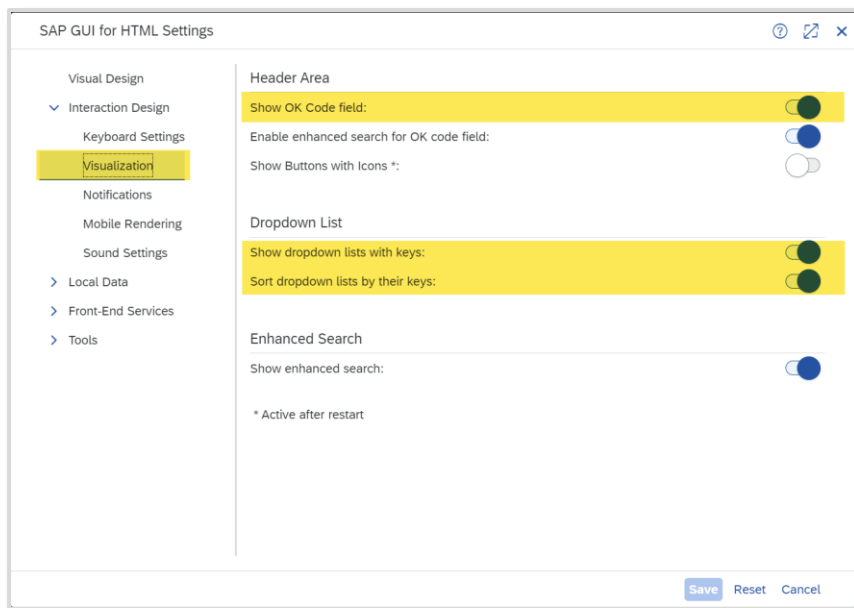 SAP GUI for HTML Settings
Visual Design
Interaction Design
Keyboard Settings
Visualization
Notifications
Mobile Rendering
Sound Settings
Local Data
Front-End Services
Tools
Header Area
Show OK Code field:
Enable enhanced search for OK code field:
Show Buttons with Icons *:
Dropdown List
Show dropdown lists with keys:
Sort dropdown lists by their keys:
Enhanced Search
Show enhanced search:
* Active after restart
Save Reset Cancel